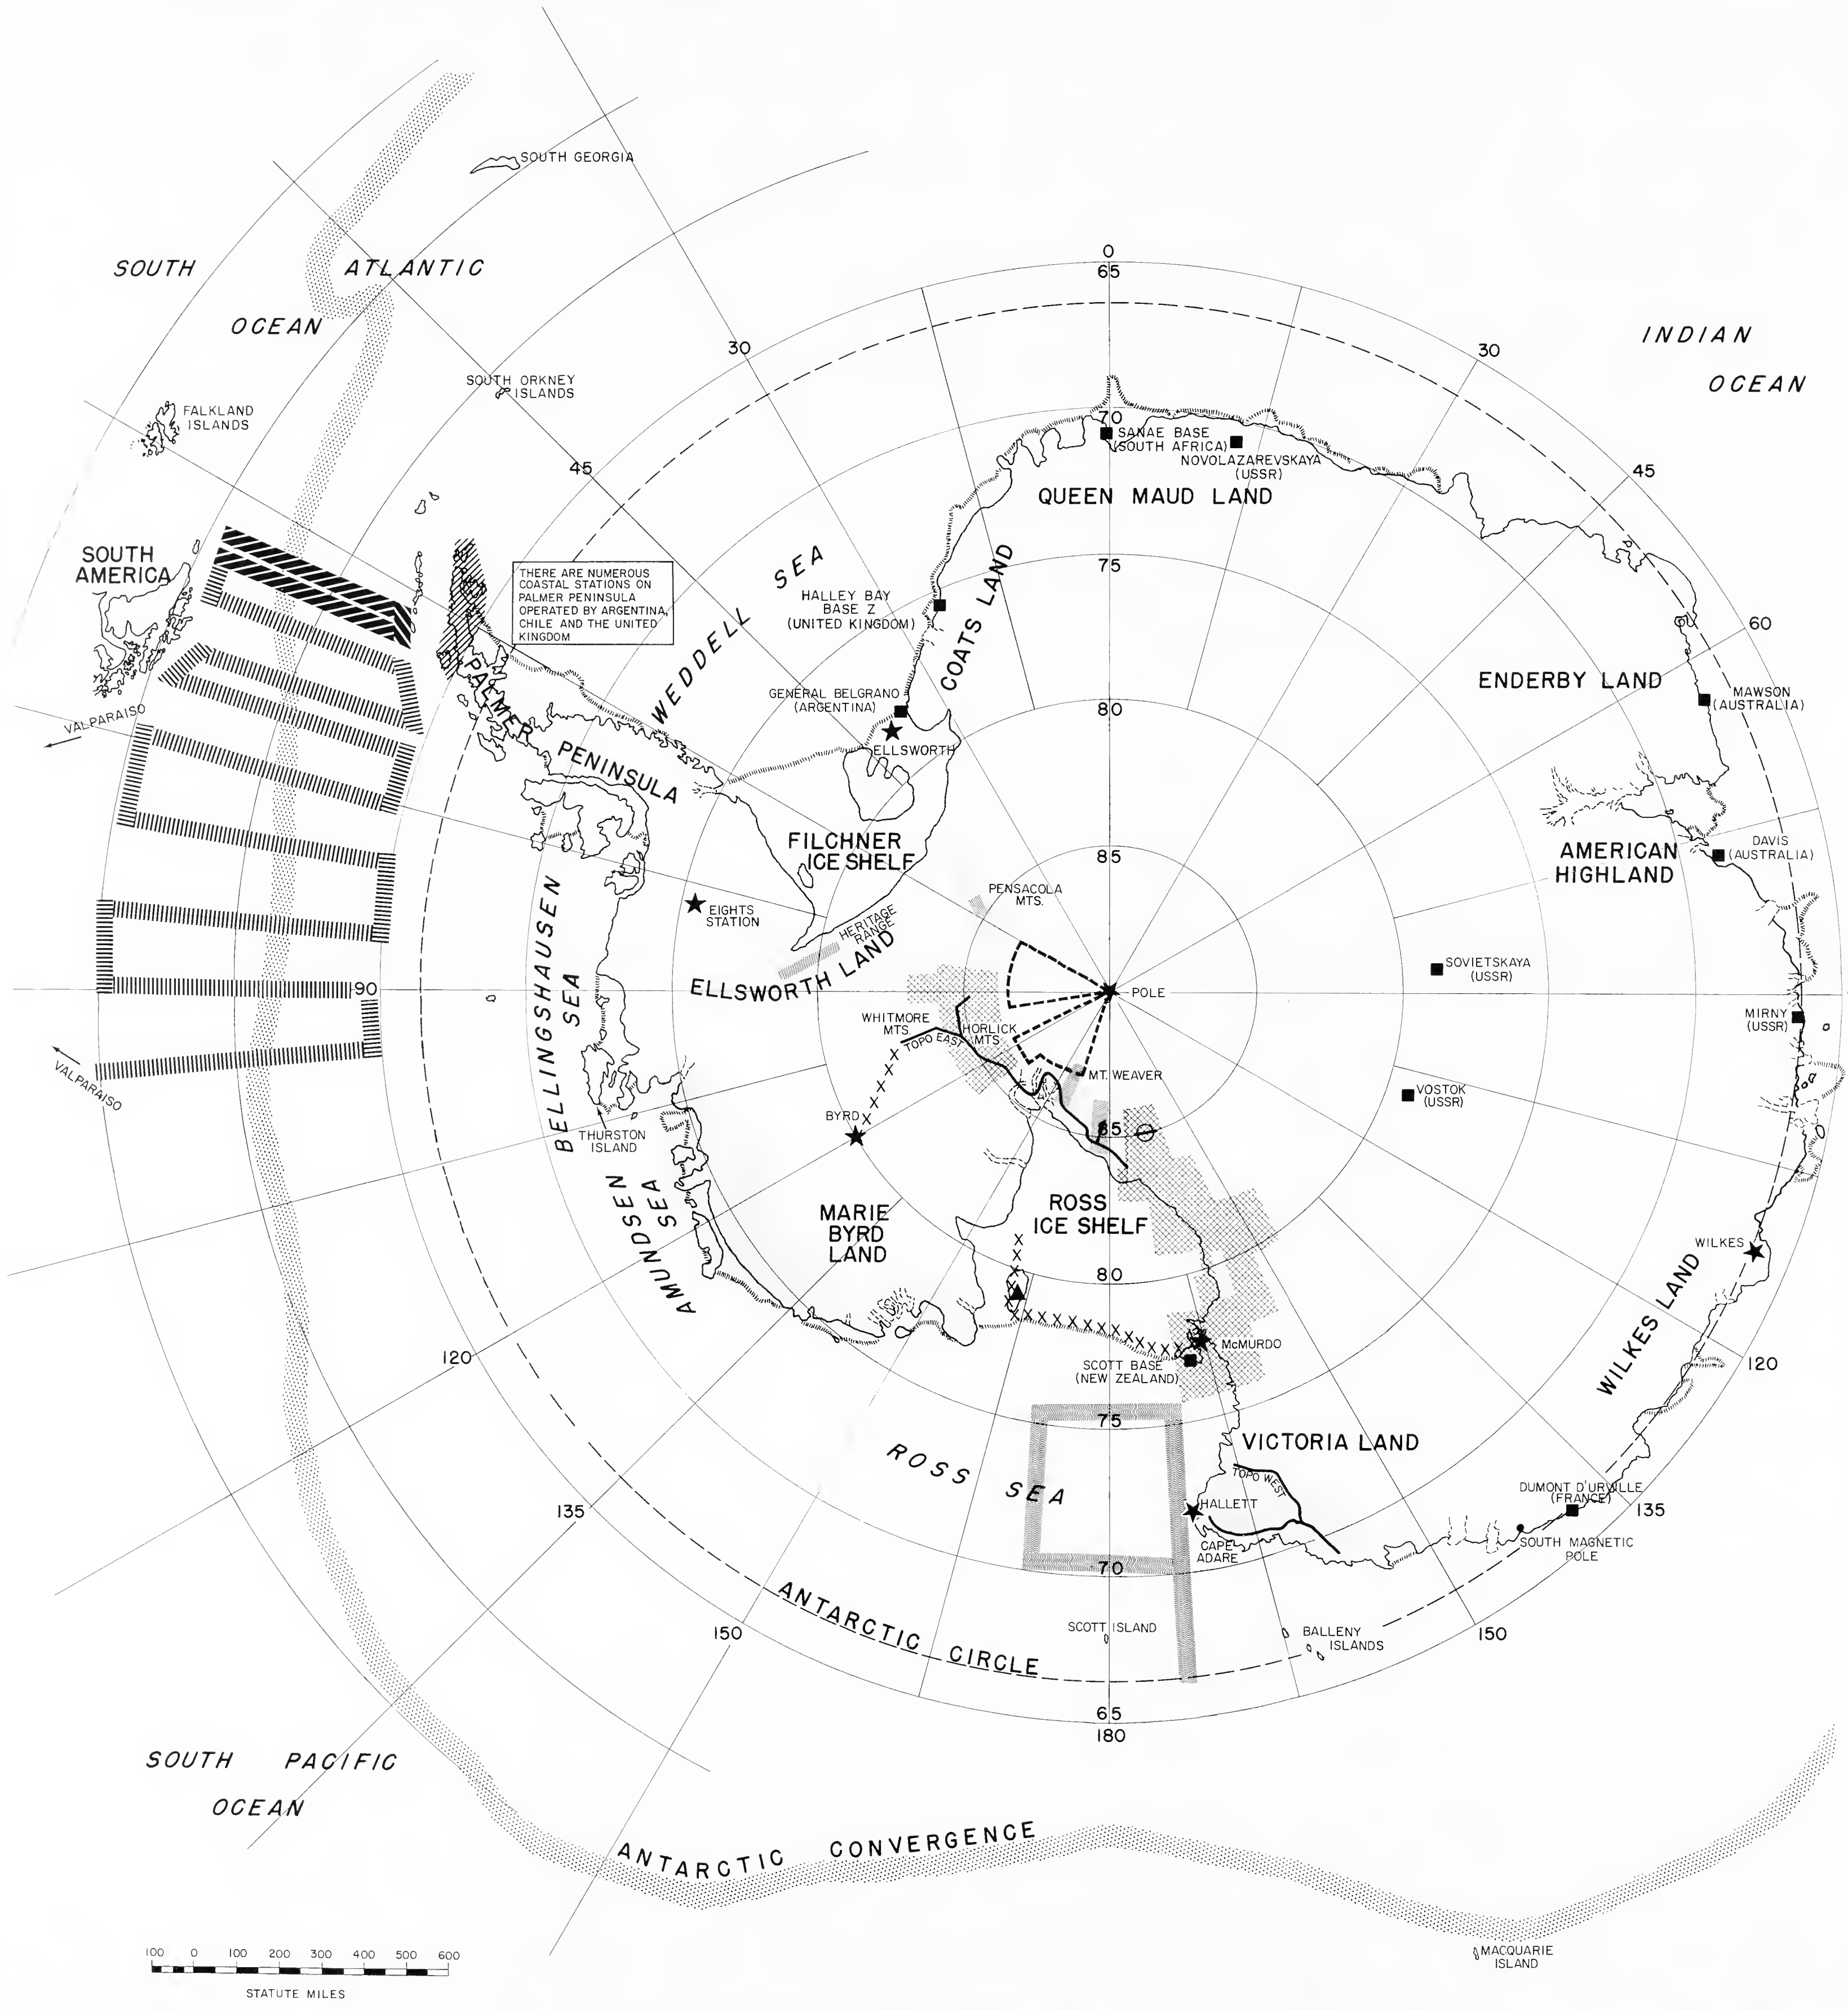 SOUTH GEORGIA
SOUTH ATLANTIC
OCEAN
0
65
INDIAN
OCEAN
30
30
SOUTH ORKNEY
ISLANDS
FALKLAND
ISLANDS
70
SANAE BASE
(SOUTH AFRICA)
NOVOLAZAREVSKAYA
(USSR)
45
45
QUEEN MAUD LAND
SOUTH
AMERICA
THERE ARE NUMEROUS
COASTAL STATIONS ON
PALMER PENINSULA
OPERATED BY ARGENTINA,
CHILE AND THE UNITED
KINGDOM
WEDDELL SEA
75
HALLEY BAY
BASE Z
(UNITED KINGDOM)
COATS LAND
60
ENDERBY LAND
MAWSON
(AUSTRALIA)
PALMER PENINSULA
GENERAL BELGRANO
(ARGENTINA)
80
VALPARAISO
ELLSWORTH
FILCHNER
ICE SHELF
85
AMERICAN
HIGHLAND
DAVIS
(AUSTRALIA)
PENSACOLA
MTS.
EIGHTS
STATION
HERITAGE
RANGE
BELLINGSHAUSEN
SEA
ELLSWORTH LAND
SOVIETSKAYA
(USSR)
90
POLE
MIRNY
(USSR)
WHITMORE
MTS.
HORLICK
MTS
TOPO EAST
VALPARAISO
MT. WEAVER
VOSTOK
(USSR)
BYRD
THURSTON
ISLAND
85
AMUNDSEN
SEA
MARIE
BYRD
LAND
ROSS
ICE SHELF
WILKES
80
WILKES LAND
McMURDO
SCOTT BASE
(NEW ZEALAND)
120
120
75
VICTORIA LAND
ROSS SEA
TOPO WEST
HALLETT
DUMONT D'URVILLE
(FRANCE)
135
135
CAPE
ADARE
SOUTH MAGNETIC
POLE
70
ANTARCTIC CIRCLE
SCOTT ISLAND
BALLENY
ISLANDS
150
150
65
180
SOUTH PACIFIC
OCEAN
ANTARCTIC CONVERGENCE
MACQUARIE
ISLAND
100 0 100 200 300 400 500 600
STATUTE MILES